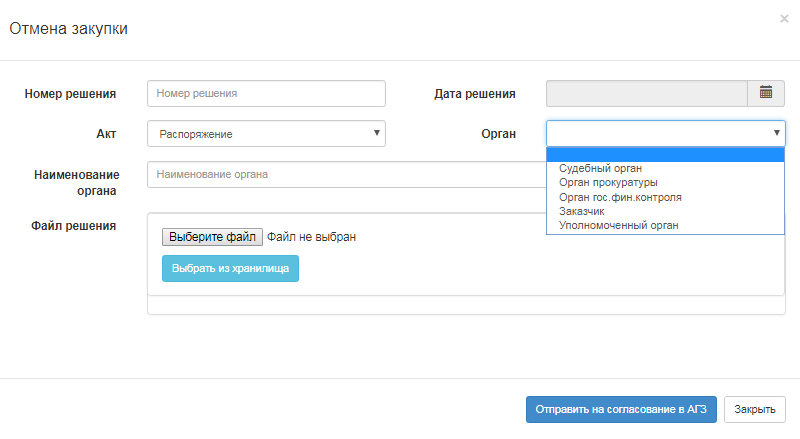 Отмена закупки
×
Номер решения
Номер решения
Дата решения
Акт
Распоряжение
Орган
Судебный орган
Орган прокуратуры
Орган гос.фин.контроля
Заказчик
Уполномоченный орган
Наименование
органа
Наименование органа
Файл решения
Выберите файл Файл не выбран
Выбрать из хранилища
Отправить на согласование в АГЗ
Закрыть